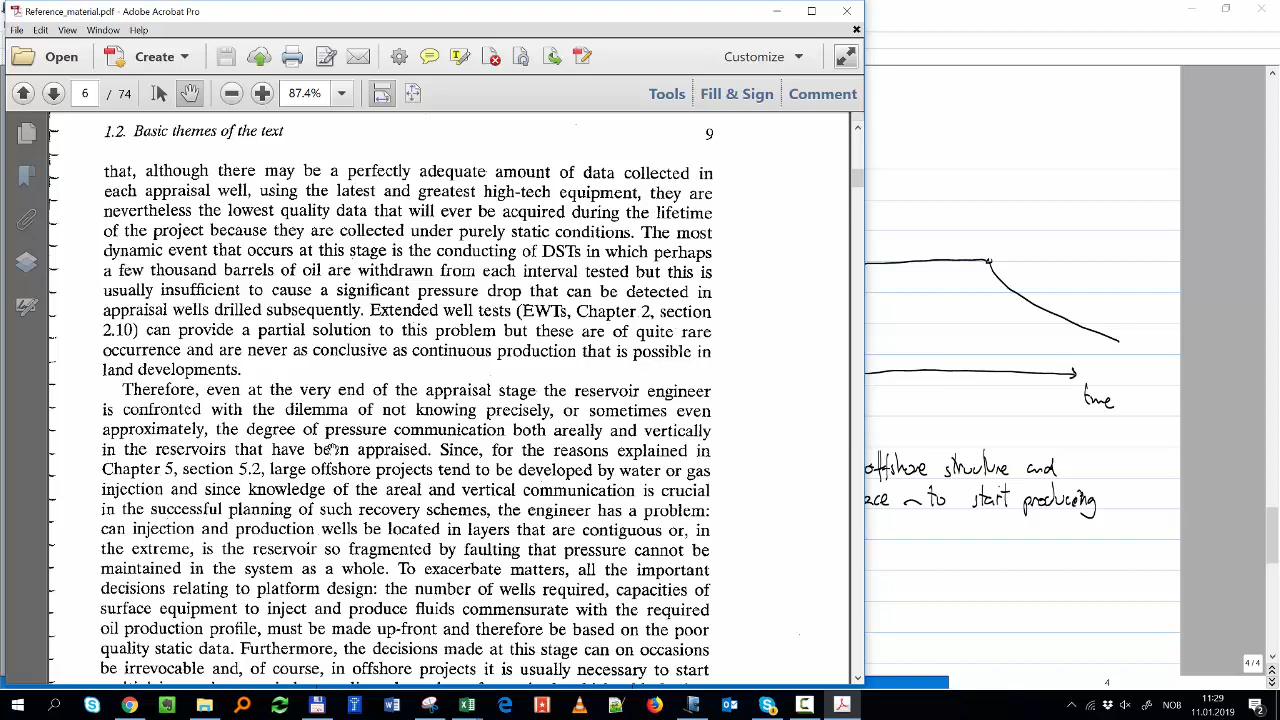 Reference_material.pdf - Adobe Acrobat Pro
File Edit View Window Help
Open Create Customize
6 / 74 87.4% Tools Fill & Sign Comment
1.2. Basic themes of the text 9
that, although there may be a perfectly adequate amount of data collected in
each appraisal well, using the latest and greatest high-tech equipment, they are
nevertheless the lowest quality data that will ever be acquired during the lifetime
of the project because they are collected under purely static conditions. The most
dynamic event that occurs at this stage is the conducting of DSTs in which perhaps
a few thousand barrels of oil are withdrawn from each interval tested but this is
usually insufficient to cause a significant pressure drop that can be detected in
appraisal wells drilled subsequently. Extended well tests (EWTs, Chapter 2, section
2.10) can provide a partial solution to this problem but these are of quite rare
occurrence and are never as conclusive as continuous production that is possible in
land developments.
Therefore, even at the very end of the appraisal stage the reservoir engineer
is confronted with the dilemma of not knowing precisely, or sometimes even
approximately, the degree of pressure communication both areally and vertically
in the reservoirs that have been appraised. Since, for the reasons explained in
Chapter 5, section 5.2, large offshore projects tend to be developed by water or gas
injection and since knowledge of the areal and vertical communication is crucial
in the successful planning of such recovery schemes, the engineer has a problem:
can injection and production wells be located in layers that are contiguous or, in
the extreme, is the reservoir so fragmented by faulting that pressure cannot be
maintained in the system as a whole. To exacerbate matters, all the important
decisions relating to platform design: the number of wells required, capacities of
surface equipment to inject and produce fluids commensurate with the required
oil production profile, must be made up-front and therefore be based on the poor
quality static data. Furthermore, the decisions made at this stage can on occasions
be irrevocable and, of course, in offshore projects it is usually necessary to start
time
offshore structure and
ace ~ to start producing
4/4
4
NOB
11:29
11.01.2019
2